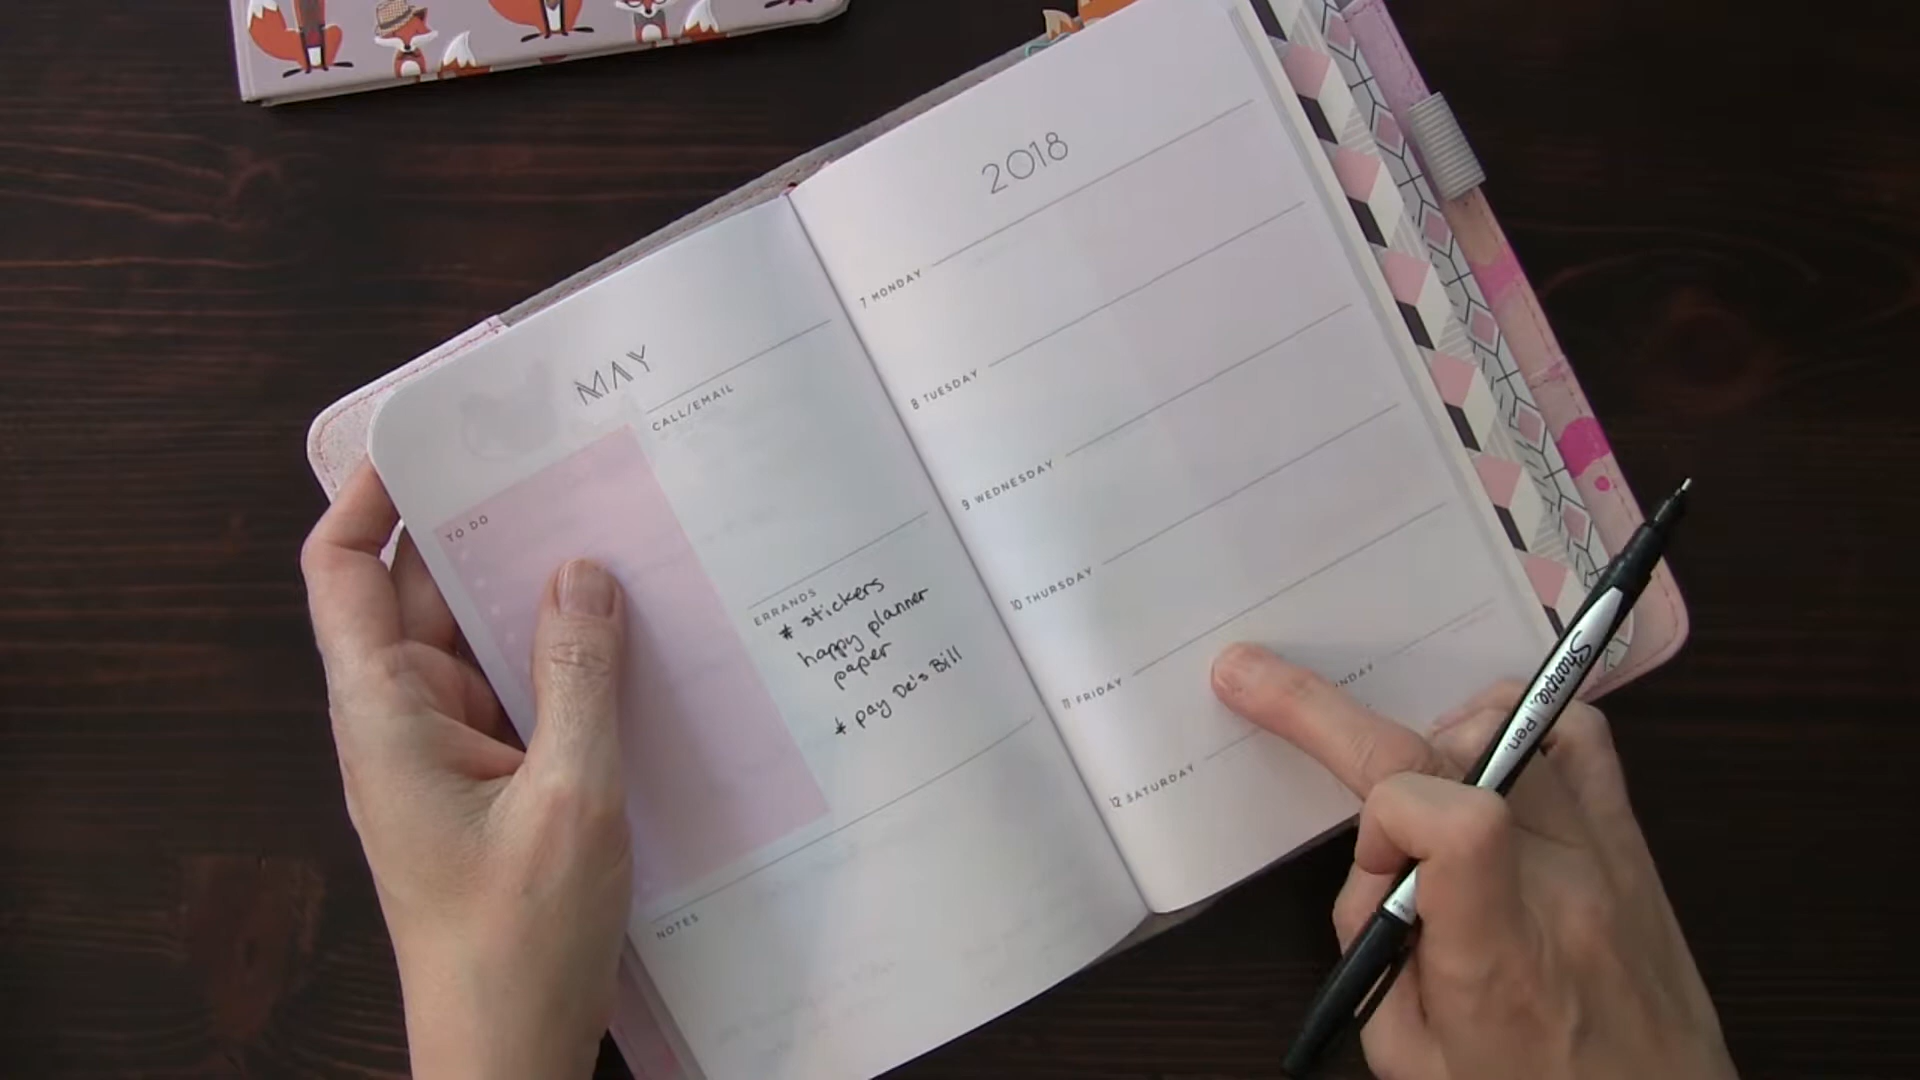 MAY
TO DO
CALL/EMAIL
ERRANDS
* stickers
happy planner
paper
* pay De's Bill
NOTES
2018
7 MONDAY
8 TUESDAY
9 WEDNESDAY
10 THURSDAY
11 FRIDAY
12 SATURDAY
Sharpie. Pen.